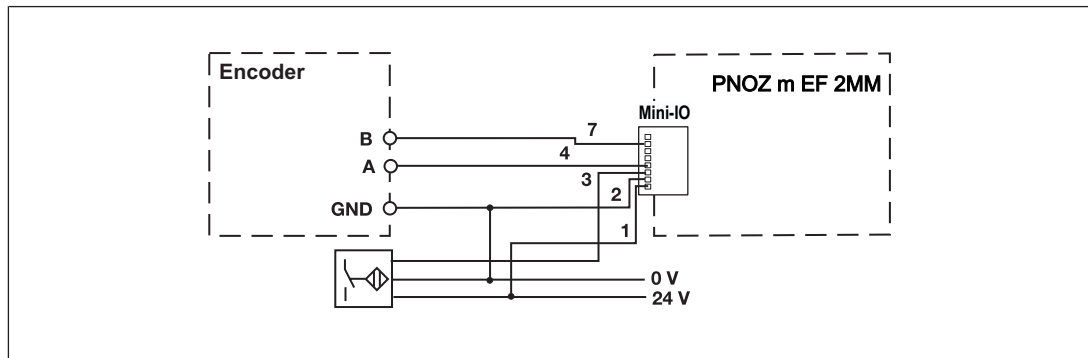 Encoder
PNOZ m EF 2MM
Mini-IO
B
7
A
4
3
GND
2
1
0 V
24 V